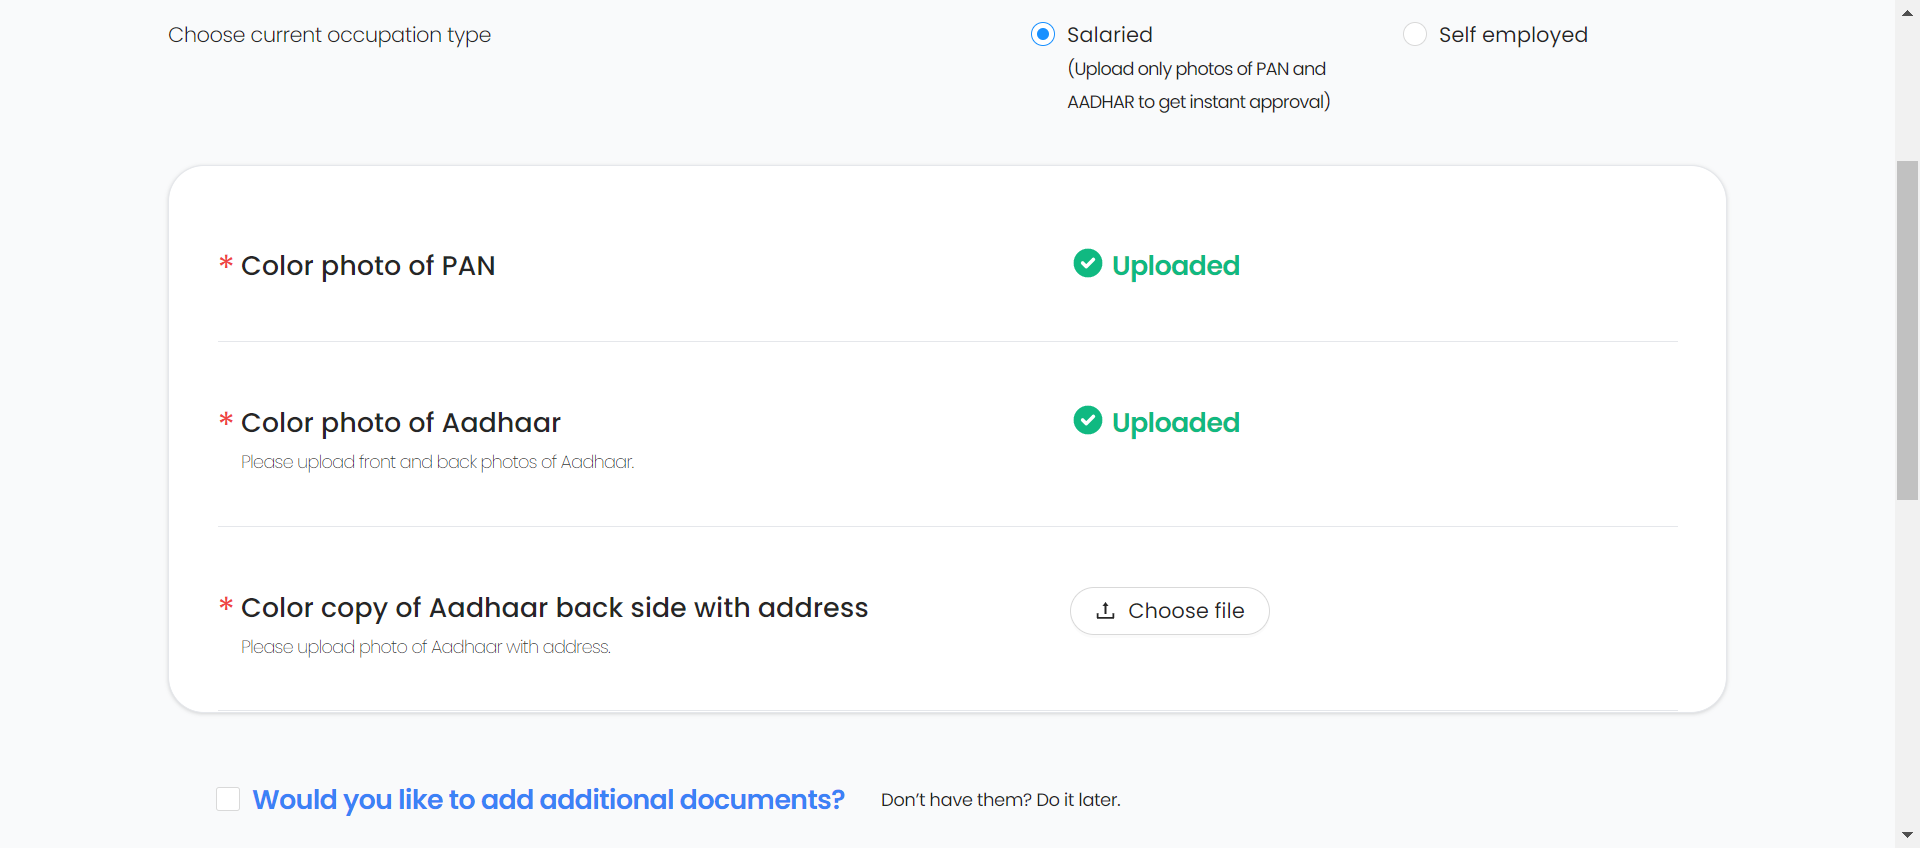 Choose current occupation type
Salaried
(Upload only photos of PAN and
AADHAR to get instant approval)
Self employed
* Color photo of PAN
Uploaded
* Color photo of Aadhaar
Please upload front and back photos of Aadhaar.
Uploaded
* Color copy of Aadhaar back side with address
Please upload photo of Aadhaar with address.
Choose file
Would you like to add additional documents?
Don’t have them? Do it later.